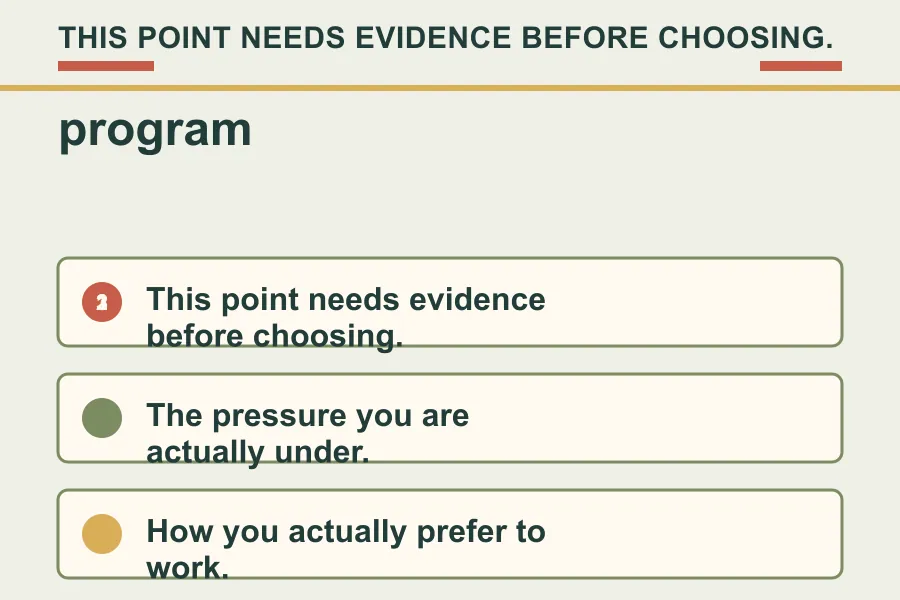 THIS POINT NEEDS EVIDENCE BEFORE CHOOSING.
program
This point needs evidence
before choosing.
The pressure you are
actually under.
How you actually prefer to
work.